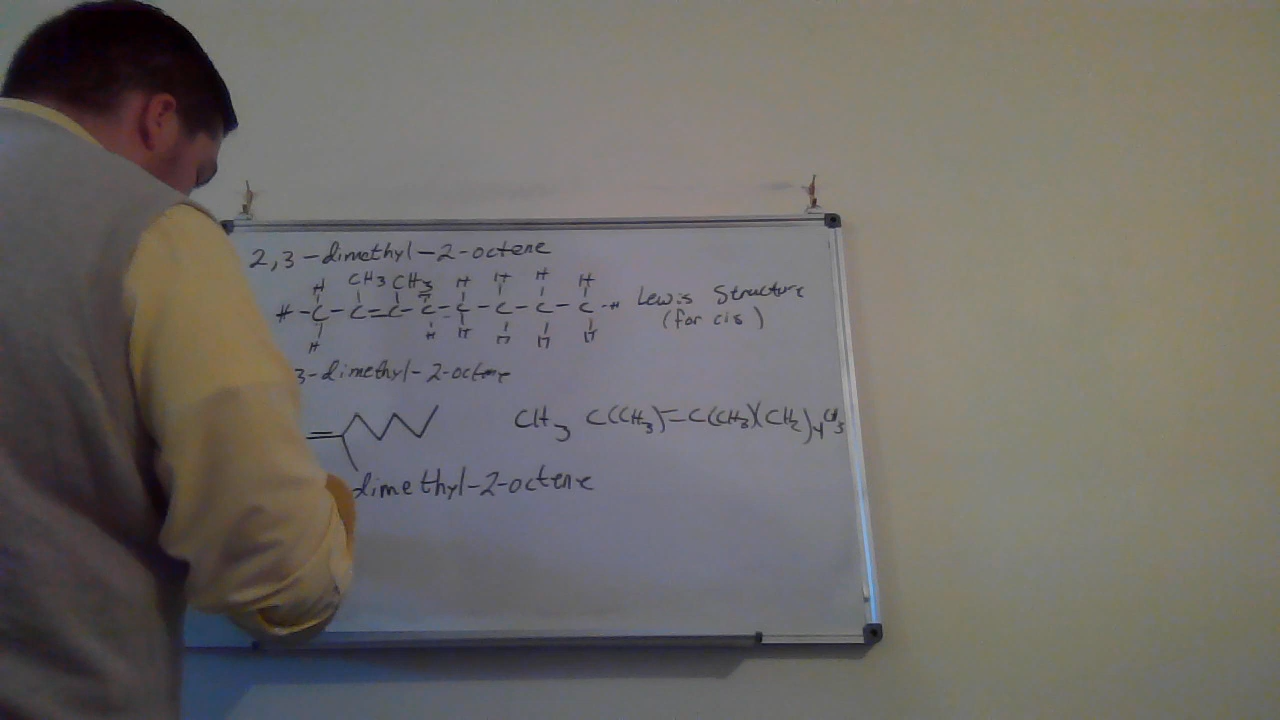 2,3-dimethyl-2-octene
H CH3 CH3 H H H H H
H-C-C=C-C-C-C-C-C-H Lewis Structure
H H H H H H (for cis)
3-dimethyl-2-octene
CH3 C(CH3)=C(CH3)(CH2)4CH3
dimethyl-2-octene